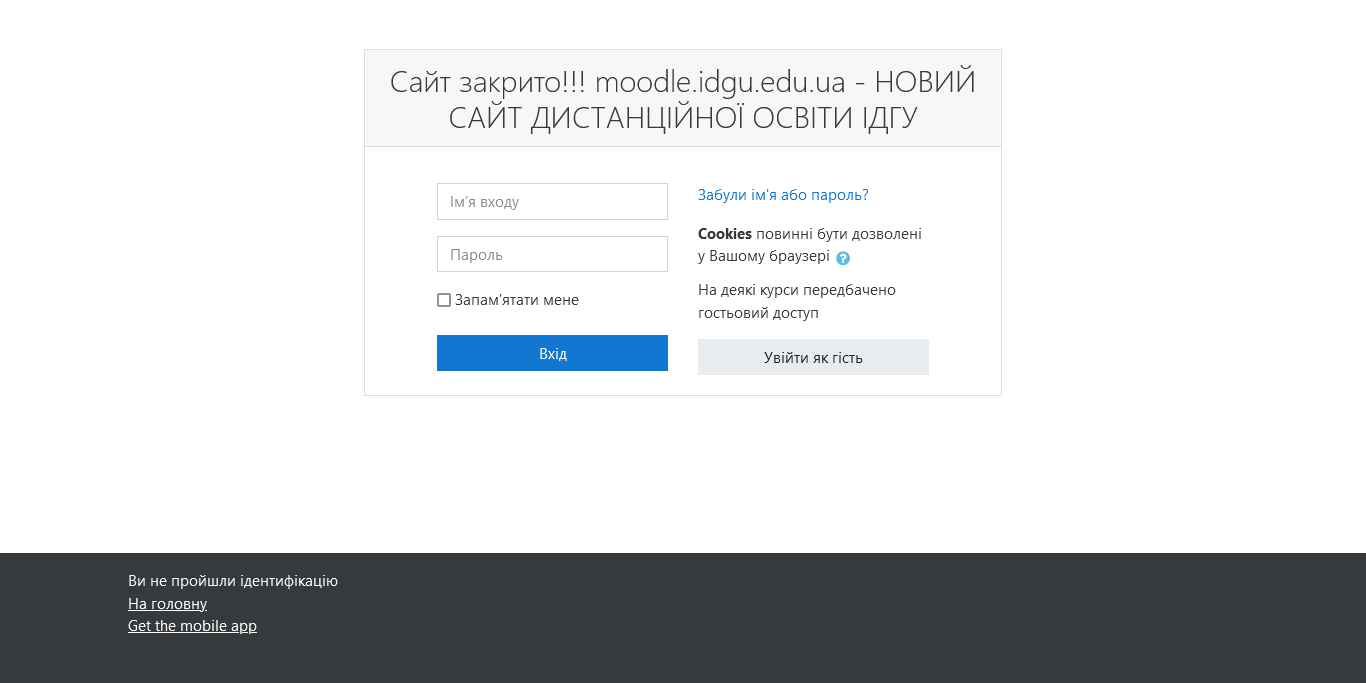 Сайт закрито!!! moodle.idgu.edu.ua - НОВИЙ
САЙТ ДИСТАНЦІЙНОЇ ОСВІТИ ІДГУ
Ім’я входу
Пароль
Запам’ятати мене
Вхід
Забули ім'я або пароль?
Cookies повинні бути дозволені
у Вашому браузері
На деякі курси передбачено
гостьовий доступ
Увійти як гість
Ви не пройшли ідентифікацію
На головну
Get the mobile app